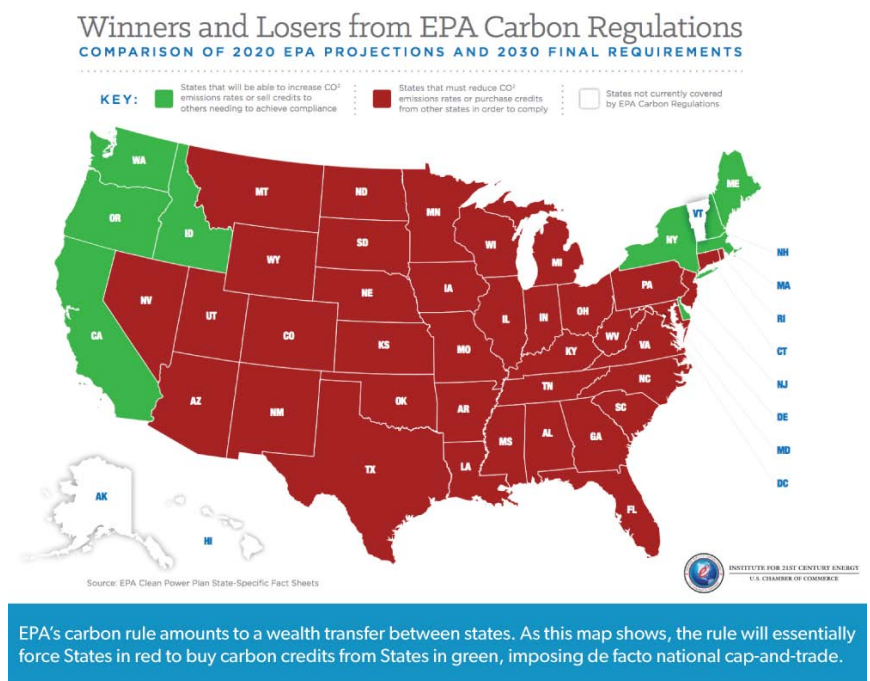 Winners and Losers from EPA Carbon Regulations
COMPARISON OF 2020 EPA PROJECTIONS AND 2030 FINAL REQUIREMENTS
KEY:
States that will be able to increase CO²
emissions rates or sell credits to
others needing to achieve compliance
States that must reduce CO²
emissions rates or purchase credits
from other states in order to comply
States not currently covered
by EPA Carbon Regulations
WA
MT
ND
MN
ME
VT
OR
ID
SD
WI
NY
WY
MI
NH
NV
NE
IA
PA
MA
UT
IL
IN
OH
CA
CO
WV
RI
KS
MO
KY
VA
CT
AZ
NM
OK
TN
NC
NJ
AR
SC
DE
MS
AL
GA
TX
LA
MD
AK
FL
DC
HI
Source: EPA Clean Power Plan State-Specific Fact Sheets
INSTITUTE FOR 21ST CENTURY ENERGY
U.S. CHAMBER OF COMMERCE
EPA's carbon rule amounts to a wealth transfer between states. As this map shows, the rule will essentially
force States in red to buy carbon credits from States in green, imposing de facto national cap-and-trade.